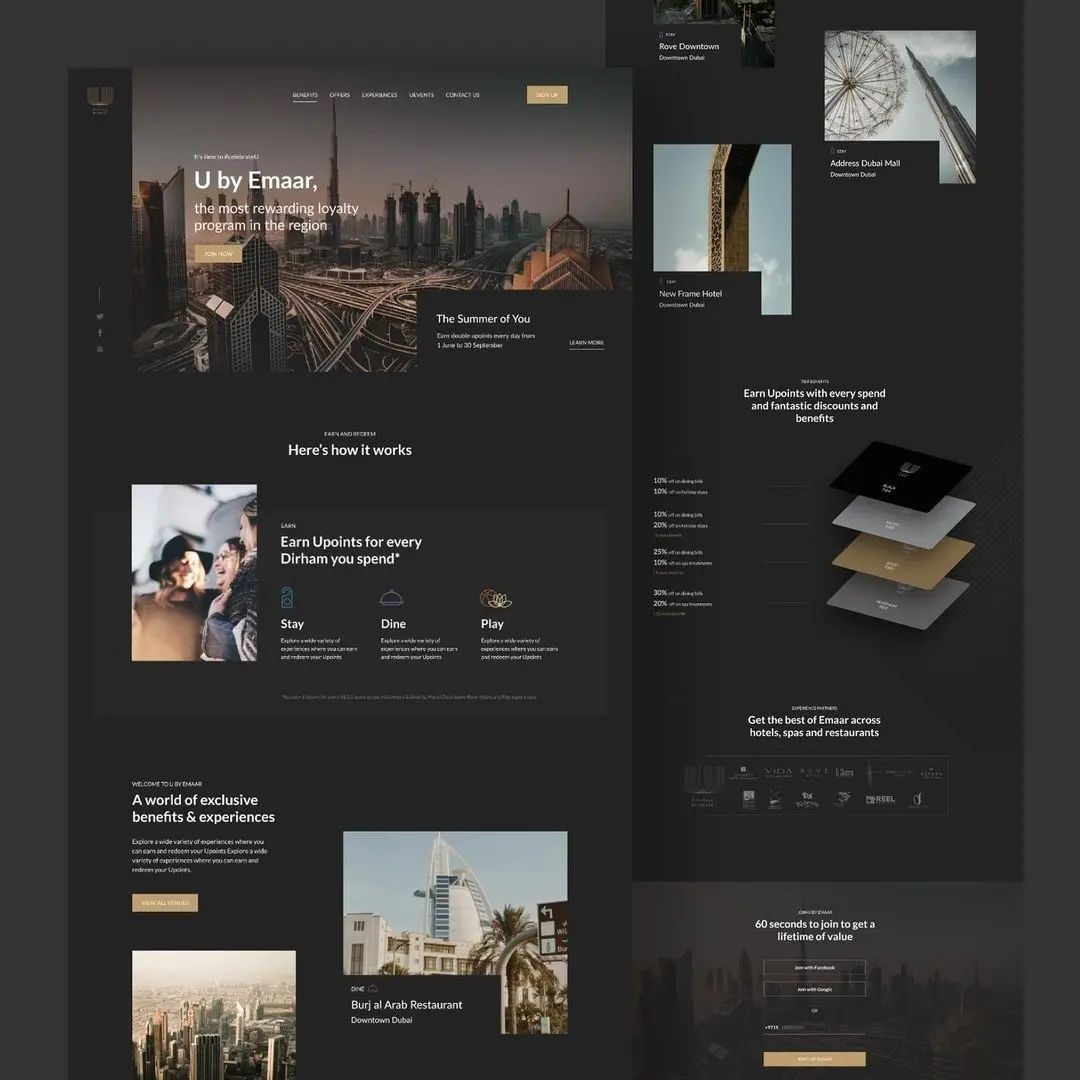 BENEFITS
OFFERS
EXPERIENCES
UEVENTS
CONTACT US
SIGN UP
It's time to #celebrateU
U by Emaar,
the most rewarding loyalty
program in the region
JOIN NOW
The Summer of You
Earn double upoints every day from
1 June to 30 September
LEARN MORE
EARN AND REDEEM
Here's how it works
EARN
Earn Upoints for every
Dirham you spend*
Stay
Explore a wide variety of
experiences where you can earn
and redeem your Upoints
Dine
Explore a wide variety of
experiences where you can earn
and redeem your Upoints
Play
Explore a wide variety of
experiences where you can earn
and redeem your Upoints
WELCOME TO U BY EMAAR
A world of exclusive
benefits & experiences
Explore a wide variety of experiences where you
can earn and redeem your Upoints Explore a wide
variety of experiences where you can earn and
redeem your Upoints.
VIEW ALL VENUES
DINE
Burj al Arab Restaurant
Downtown Dubai
STAY
Rove Downtown
Downtown Dubai
STAY
Address Dubai Mall
Downtown Dubai
STAY
New Frame Hotel
Downtown Dubai
TIER BENEFITS
Earn Upoints with every spend
and fantastic discounts and
benefits
10% off on dining bills
10% off on holiday stays
10% off on dining bills
20% off on holiday stays
25% off on dining bills
10% off on spa treatments
30% off on dining bills
20% off on spa treatments
BLACK
TIER
SILVER
TIER
GOLD
TIER
PLATINUM
TIER
EXPERIENCE PARTNERS
Get the best of Emaar across
hotels, spas and restaurants
VIDA
ROVE
REEL
JOIN U BY EMAAR
60 seconds to join to get a
lifetime of value
Join with Facebook
Join with Google
OR
+9715
JOIN U BY EMAAR